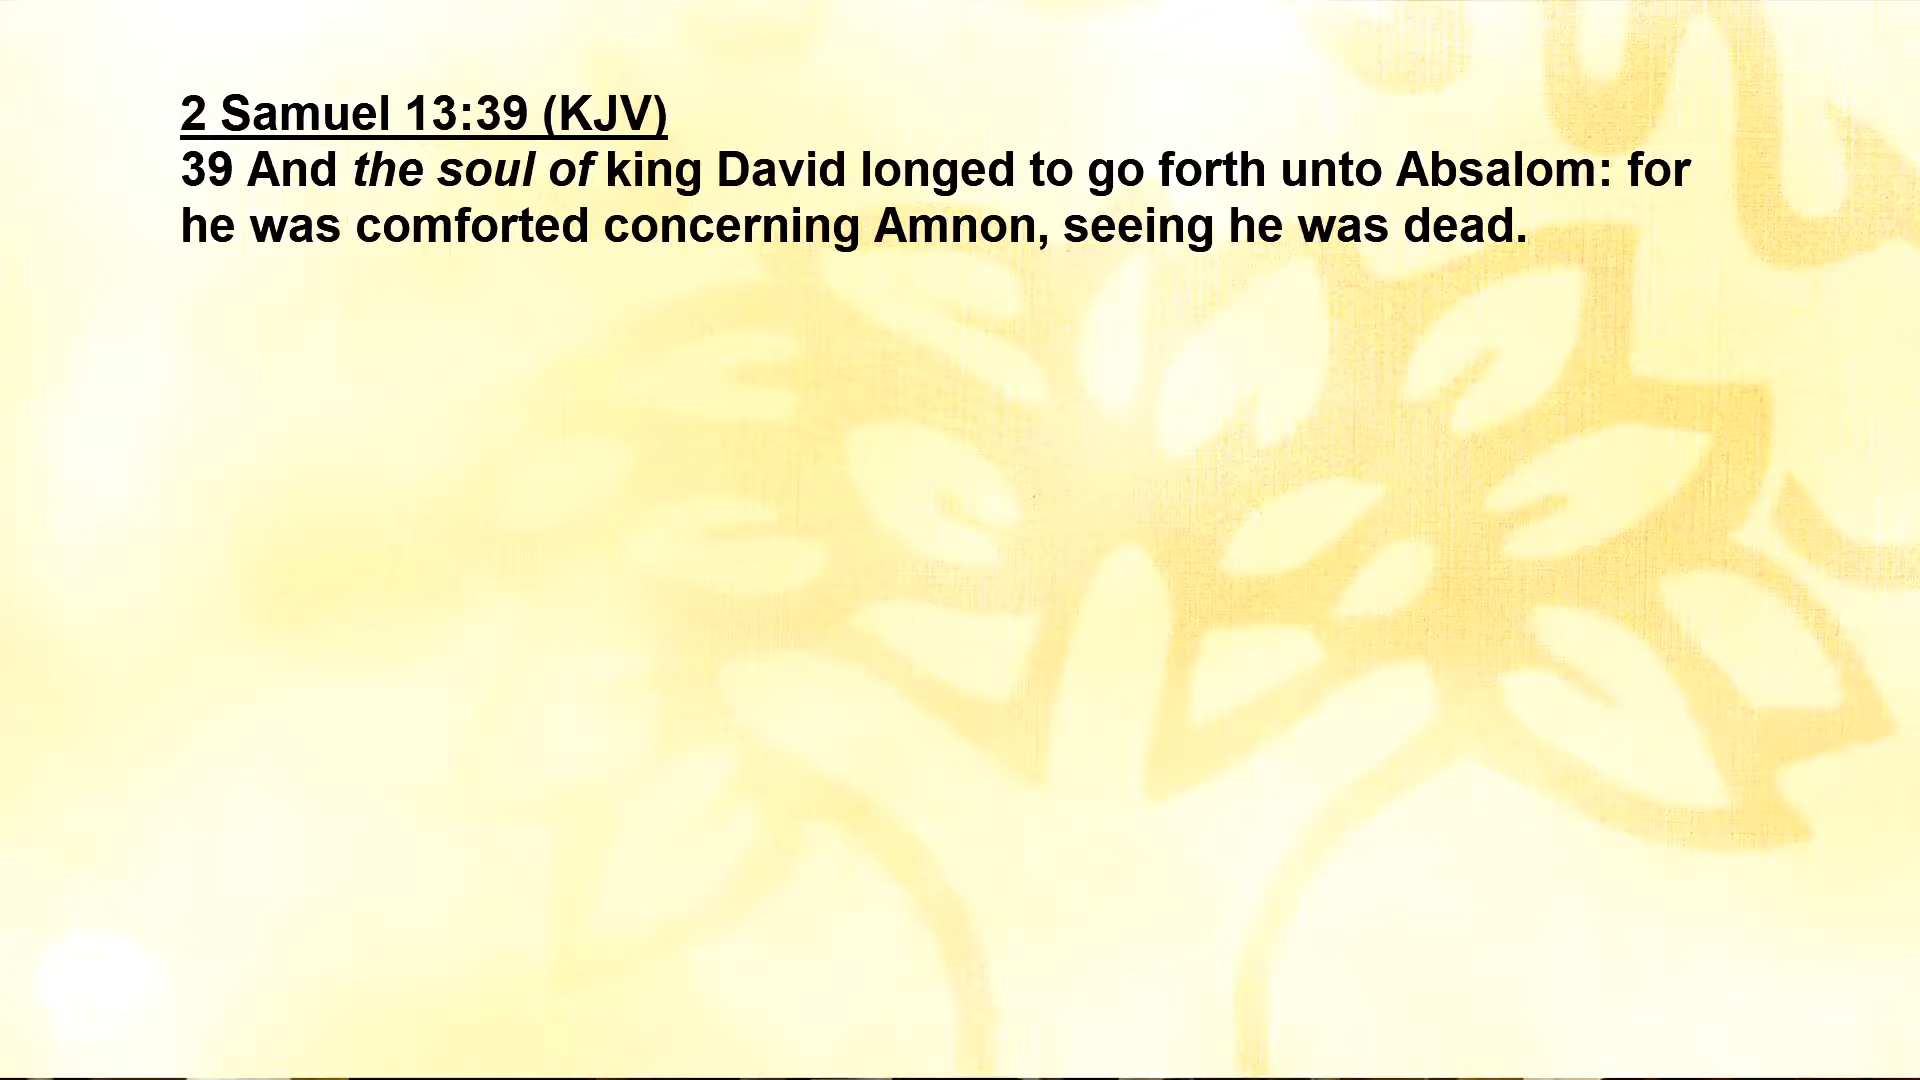 2 Samuel 13:39 (KJV)
39 And the soul of king David longed to go forth unto Absalom: for
he was comforted concerning Amnon, seeing he was dead.